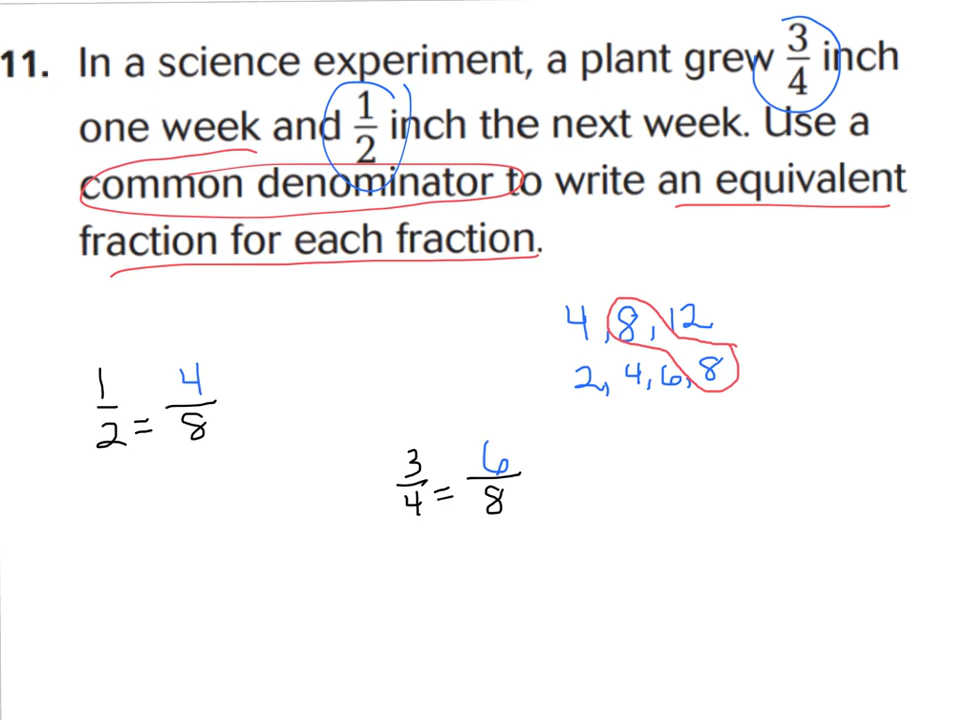 11. In a science experiment, a plant grew 3/4 inch
one week and 1/2 inch the next week. Use a
common denominator to write an equivalent
fraction for each fraction.
4, 8, 12
2, 4, 6, 8
1/2 = 4/8
3/4 = 6/8